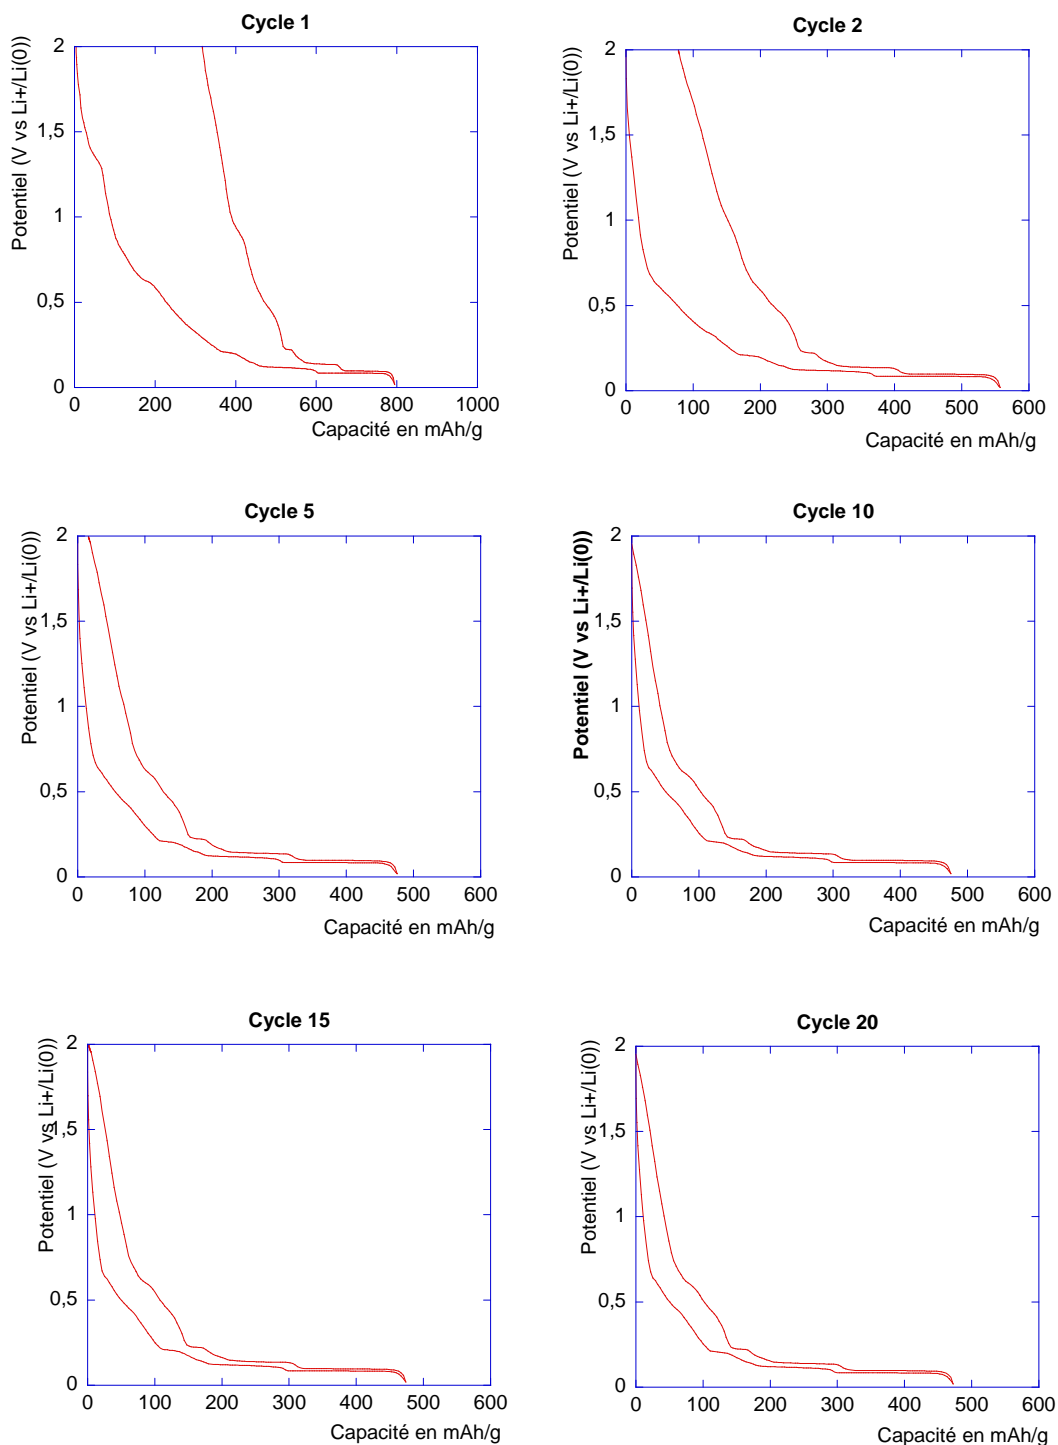 Cycle 1
Potentiel (V vs Li+/Li(0))
2
1,5
1
0,5
0
0 200 400 600 800 1000
Capacité en mAh/g
Cycle 2
Potentiel (V vs Li+/Li(0))
2
1,5
1
0,5
0
0 100 200 300 400 500 600
Capacité en mAh/g
Cycle 5
Potentiel (V vs Li+/Li(0))
2
1,5
1
0,5
0
0 100 200 300 400 500 600
Capacité en mAh/g
Cycle 10
Potentiel (V vs Li+/Li(0))
2
1,5
1
0,5
0
0 100 200 300 400 500 600
Capacité en mAh/g
Cycle 15
Potentiel (V vs Li+/Li(0))
2
1,5
1
0,5
0
0 100 200 300 400 500 600
Capacité en mAh/g
Cycle 20
Potentiel (V vs Li+/Li(0))
2
1,5
1
0,5
0
0 100 200 300 400 500 600
Capacité en mAh/g